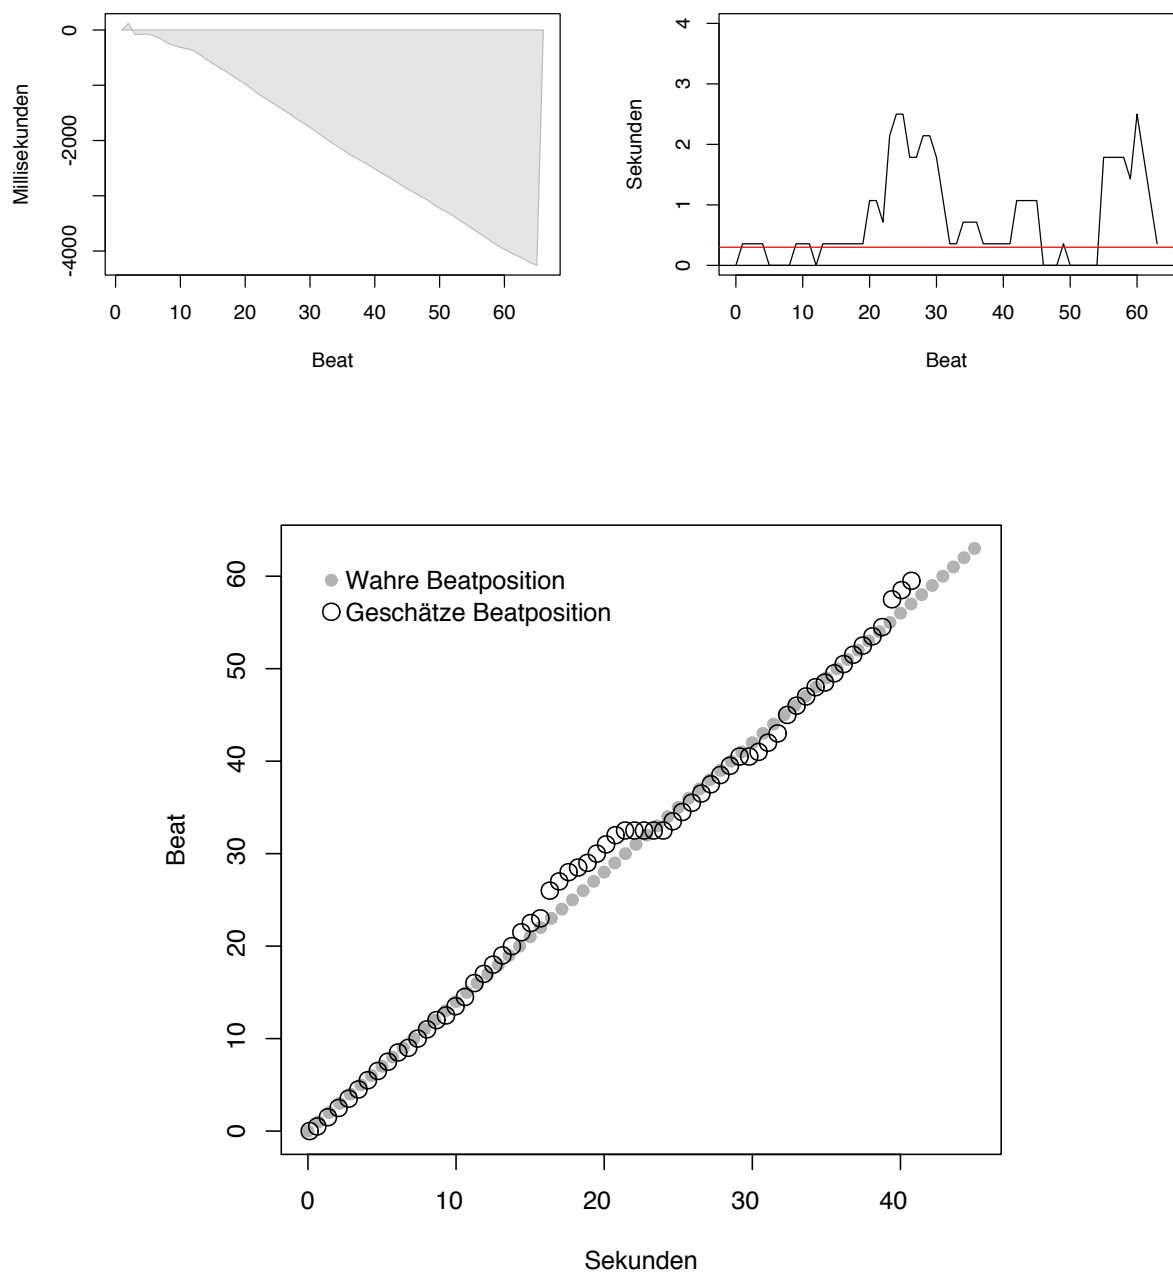 Millisekunden
0
-2000
-4000
0 10 20 30 40 50 60
Beat
Sekunden
4
3
2
1
0
0 10 20 30 40 50 60
Beat
Wahre Beatposition
Geschätze Beatposition
Beat
60
50
40
30
20
10
0
0 10 20 30 40
Sekunden